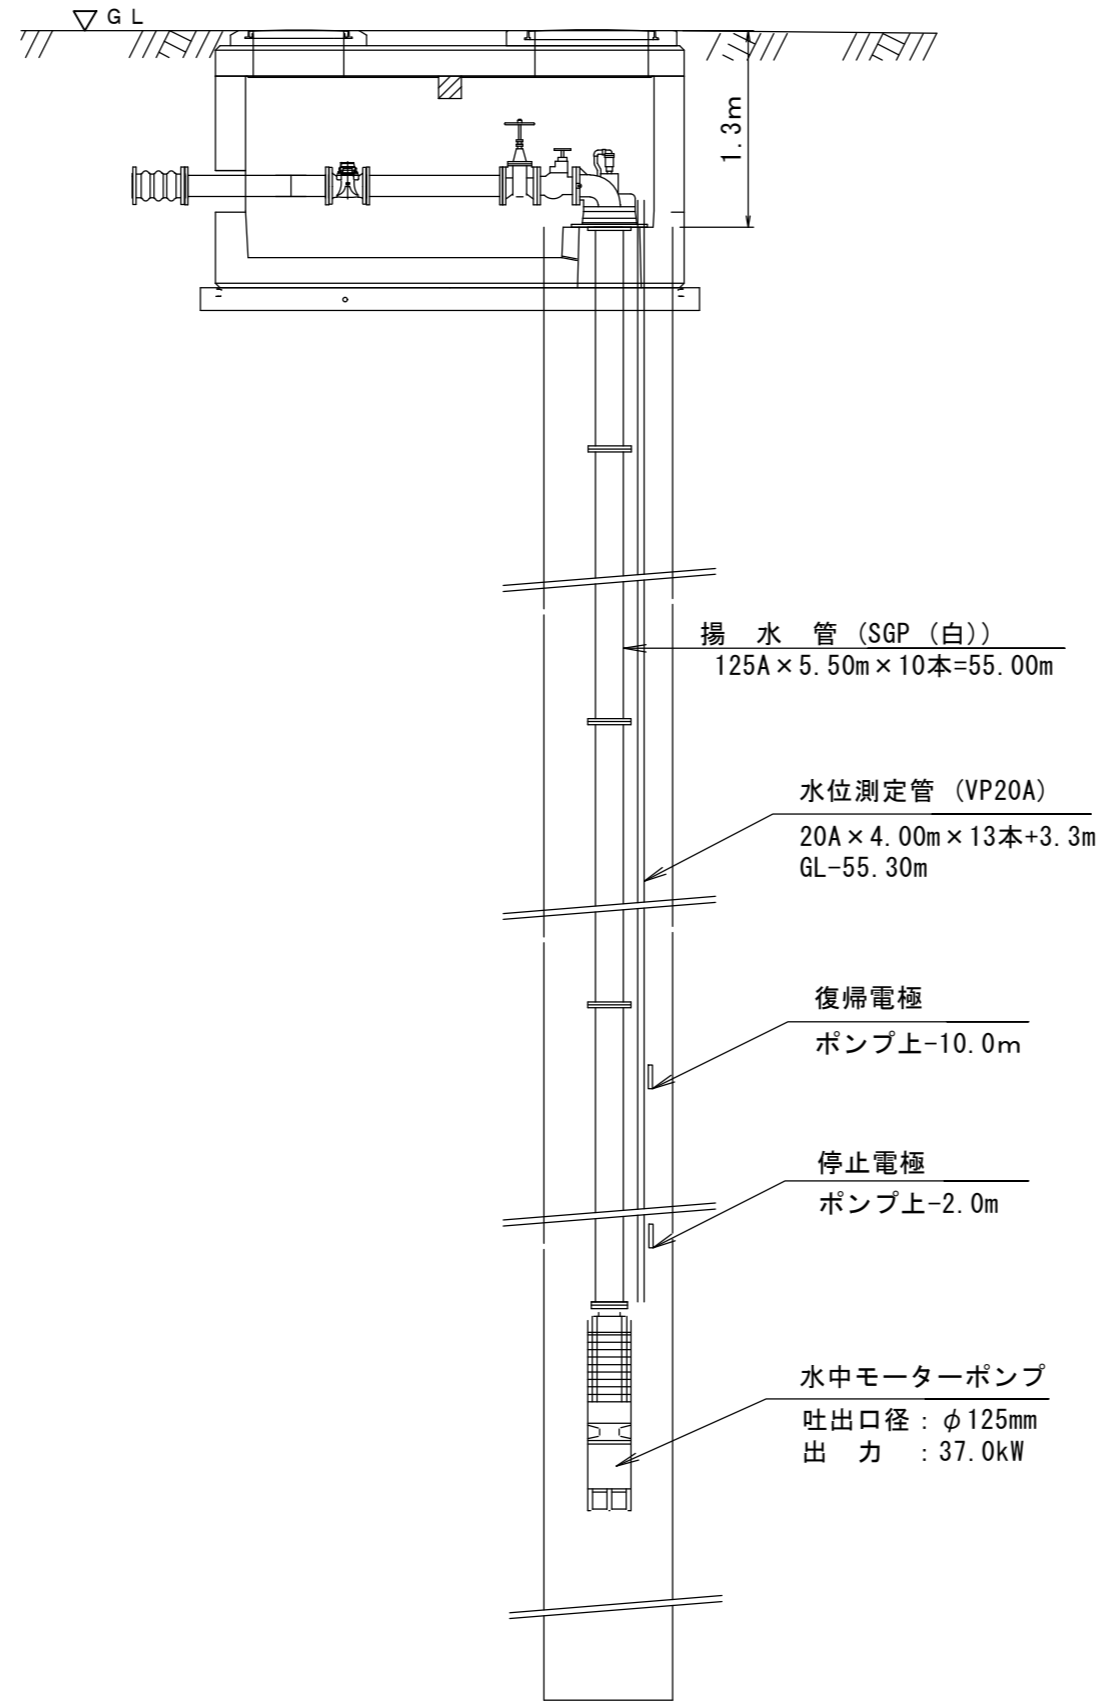 ＧＬ
1.3m
揚　水　管 (SGP (白))
125A×5.50m×10本=55.00m
水位測定管 (VP20A)
20A×4.00m×13本+3.3m
GL-55.30m
復帰電極
ポンプ上-10.0m
停止電極
ポンプ上-2.0m
水中モーターポンプ
吐出口径：φ125mm
出　力　：37.0kW